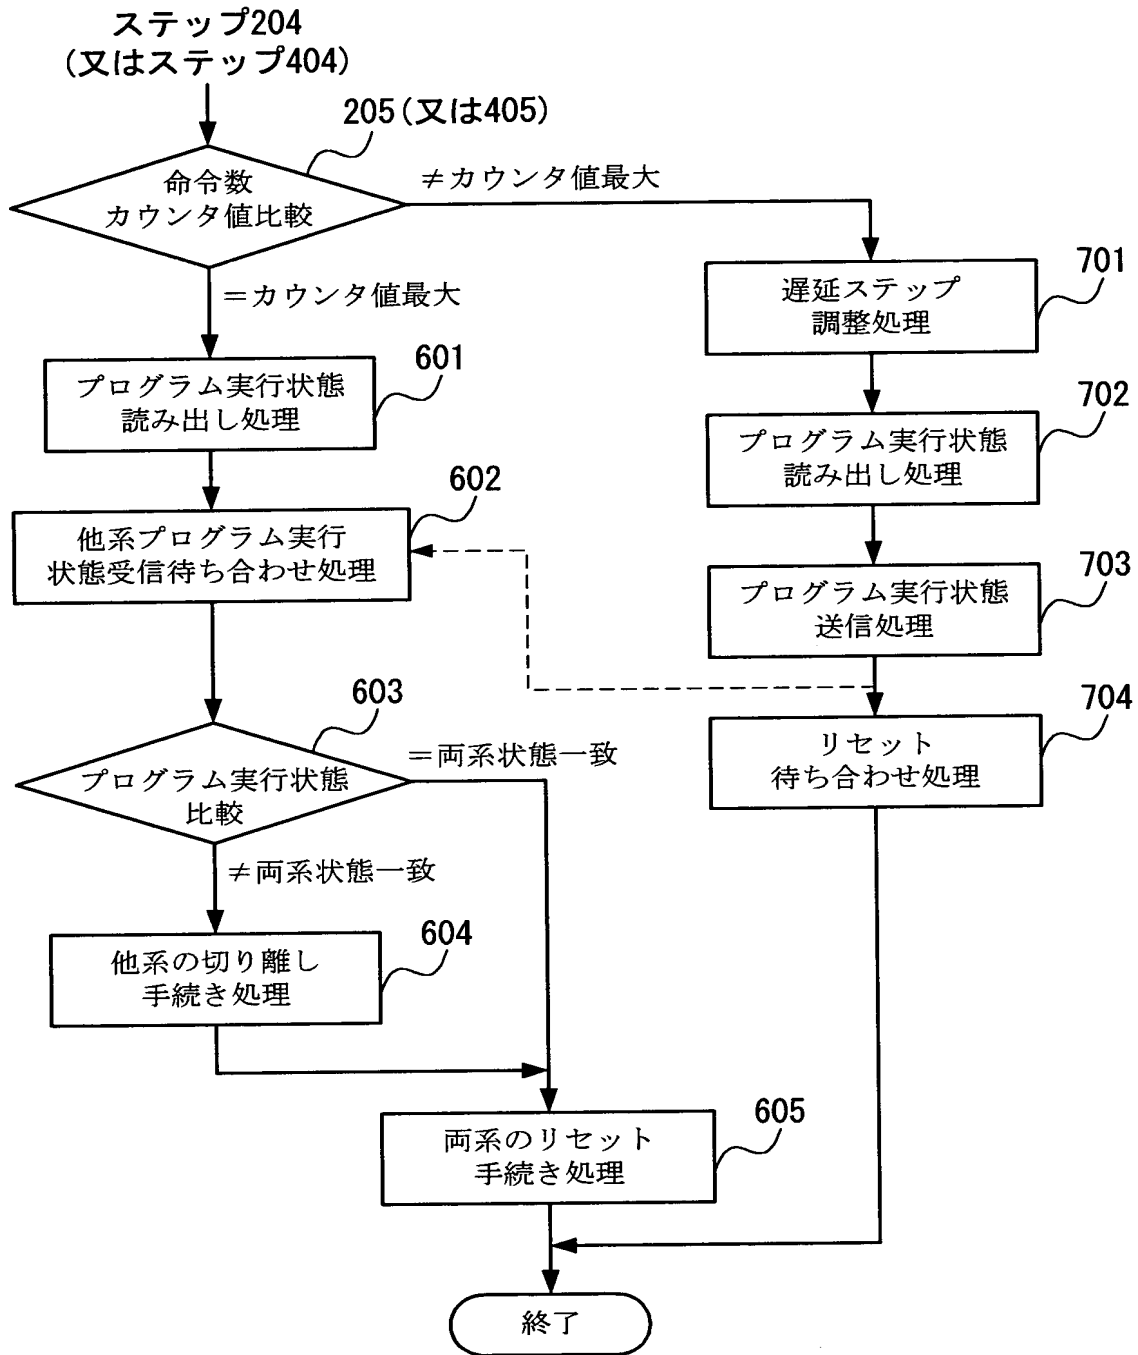 ステップ204
(又はステップ404)
205(又は405)
命令数
カウンタ値比較
≠カウンタ値最大
=カウンタ値最大
701
遅延ステップ
調整処理
601
プログラム実行状態
読み出し処理
702
プログラム実行状態
読み出し処理
602
他系プログラム実行
状態受信待ち合わせ処理
703
プログラム実行状態
送信処理
603
プログラム実行状態
比較
=両系状態一致
704
リセット
待ち合わせ処理
≠両系状態一致
604
他系の切り離し
手続き処理
605
両系のリセット
手続き処理
終了